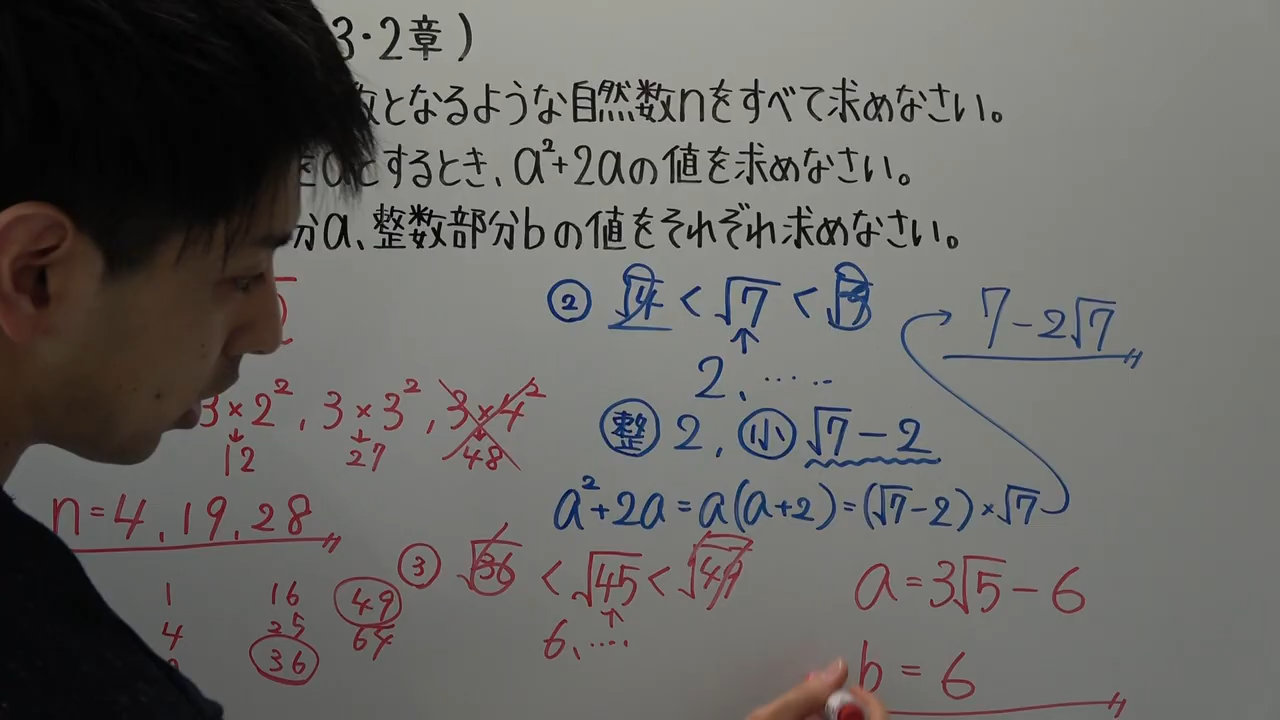 3・2章)
数となるような自然数nをすべて求めなさい。
をaとするとき、a²+2aの値を求めなさい。
分a、整数部分bの値をそれぞれ求めなさい。
② √4 < √7 < √9
2.……
整 2, 小 √7-2
a²+2a=a(a+2)=(√7-2)×√7
7-2√7
3×2², 3×3², 3×4²
12 27 48
n=4,19,28
1 16 49
4 25 64
36
③ √36 < √45 < √49
6.……
a=3√5-6
b=6